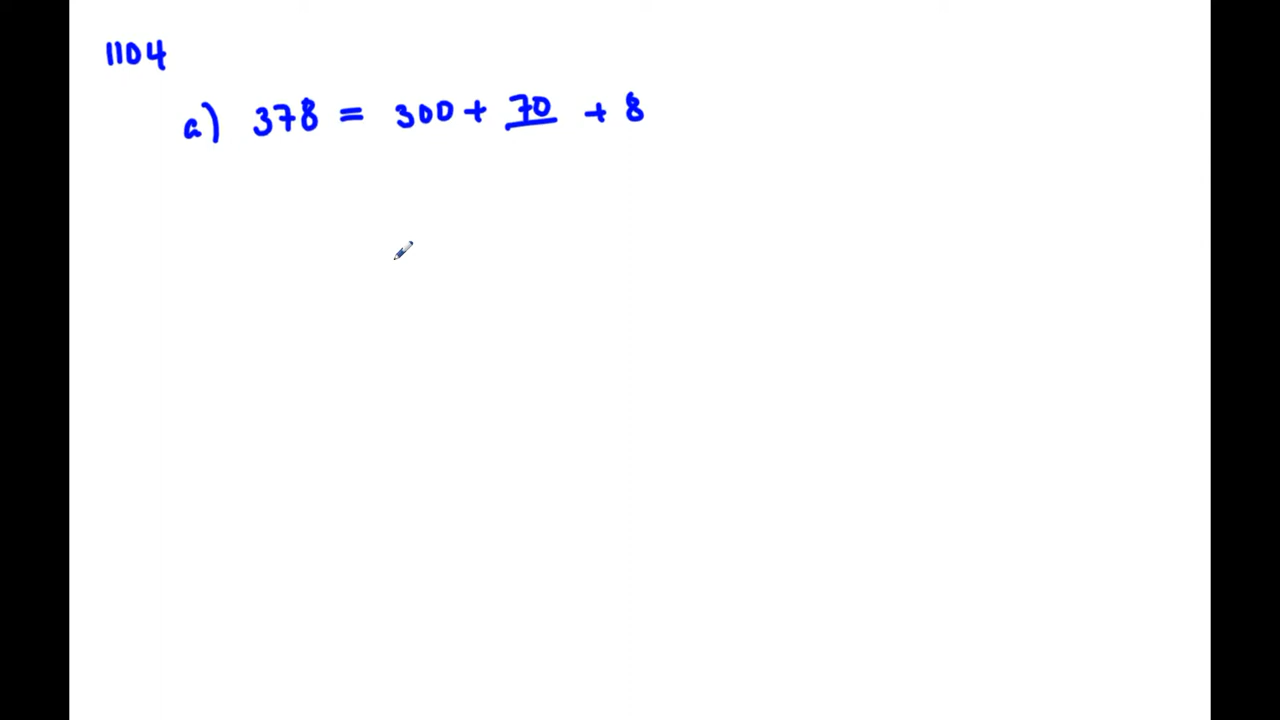 1104
a) 378 = 300 + 70 + 8